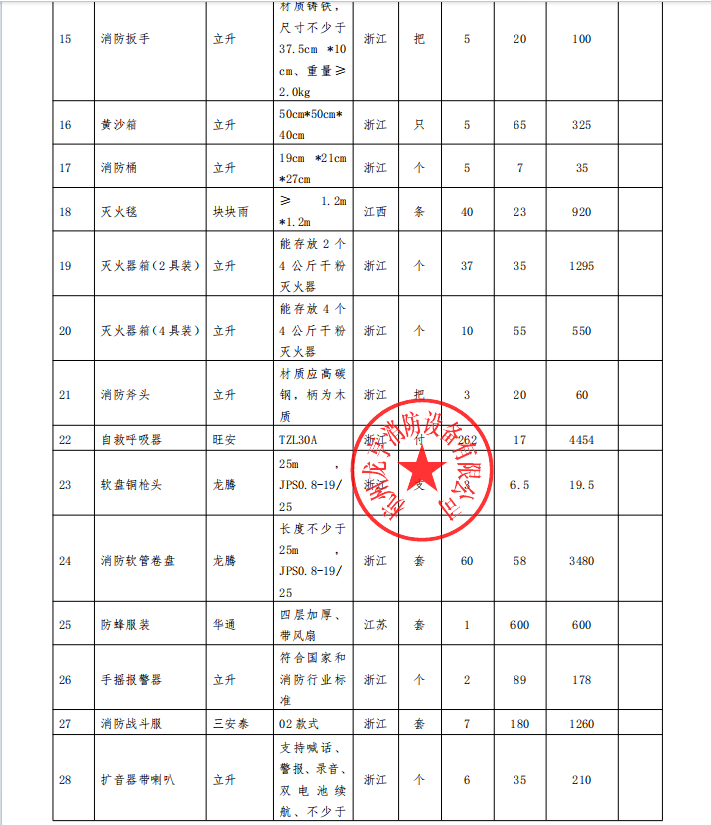 材质铸铁，
尺寸不少于
15 消防扳手 立升 37.5cm *10 浙江 把 5 20 100
cm、重量≥
2.0kg
16 黄沙箱 立升 50cm*50cm* 浙江 只 5 65 325
40cm
17 消防桶 立升 19cm *21cm 浙江 个 5 7 35
*27cm
18 灭火毯 块块雨 ≥ 1.2m 江西 条 40 23 920
*1.2m
能存放 2 个
19 灭火器箱（2 具装） 立升 4 公斤干粉 浙江 个 37 35 1295
灭火器
能存放 4 个
20 灭火器箱（4 具装） 立升 4 公斤干粉 浙江 个 10 55 550
灭火器
材质应高碳
21 消防斧头 立升 钢，柄为木 浙江 把 3 20 60
质
22 自救呼吸器 旺安 TZL30A 浙江 付 262 17 4454
25m ，
23 软盘铜枪头 龙腾 JPS0.8-19/ 浙江 支 3 6.5 19.5
25
长度不少于
25m ，
24 消防软管卷盘 龙腾 JPS0.8-19/ 浙江 套 60 58 3480
25
25 防蜂服装 华通 四层加厚、 江苏 套 1 600 600
带风扇
符合国家和
26 手摇报警器 立升 消防行业标 浙江 个 2 89 178
准
27 消防战斗服 三安泰 02 款式 浙江 套 7 180 1260
支持喊话、
警报、录音、
28 扩音器带喇叭 立升 双电池续 浙江 个 6 35 210
航、不少于
杭州龙亨消防设备有限公司